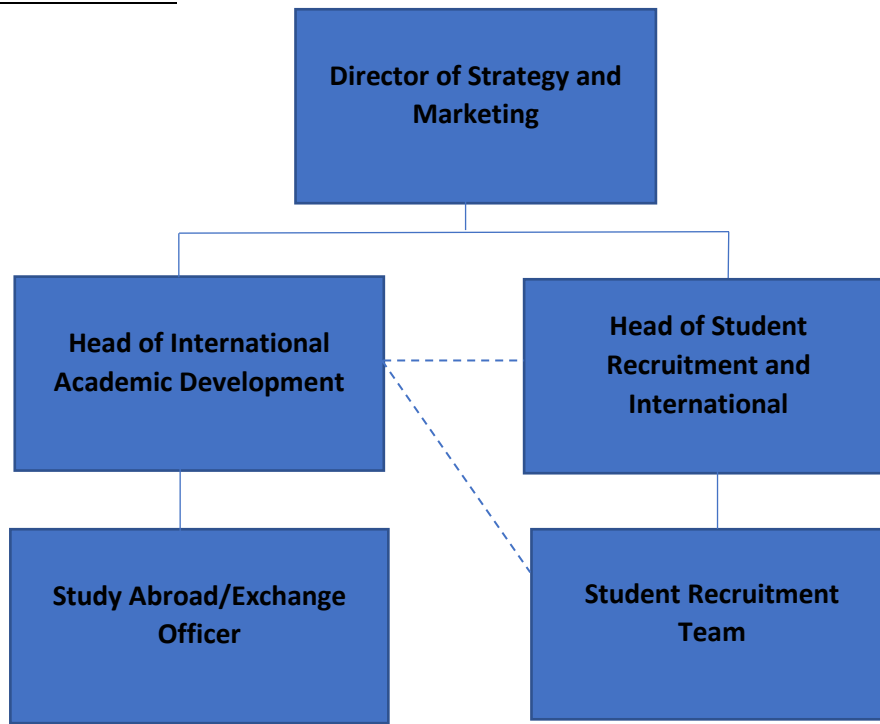 Director of Strategy and
Marketing
Head of International
Academic Development
Head of Student
Recruitment and
International
Study Abroad/Exchange
Officer
Student Recruitment
Team